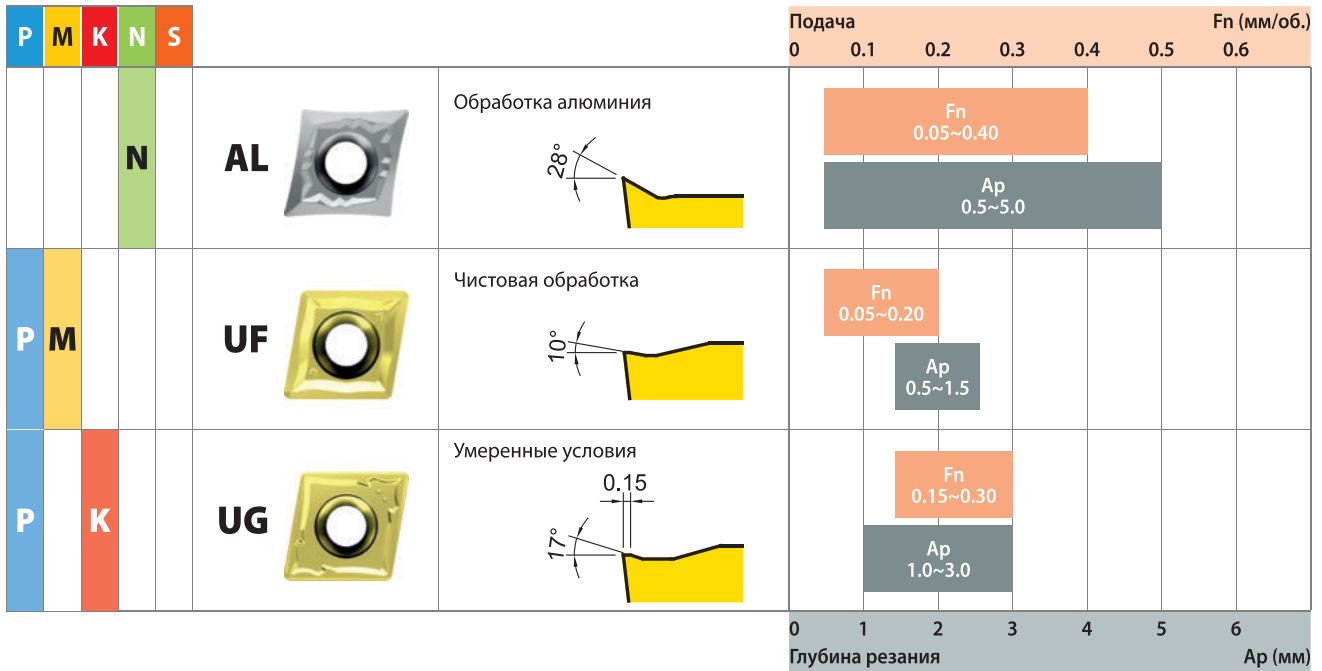 P M K N S
Подача Fn (мм/об.)
0 0.1 0.2 0.3 0.4 0.5 0.6
N
AL
Обработка алюминия
28°
Fn
0.05~0.40
Ap
0.5~5.0
P M
UF
Чистовая обработка
10°
Fn
0.05~0.20
Ap
0.5~1.5
P K
UG
Умеренные условия
0.15
17°
Fn
0.15~0.30
Ap
1.0~3.0
0 1 2 3 4 5 6
Глубина резания Ap (мм)